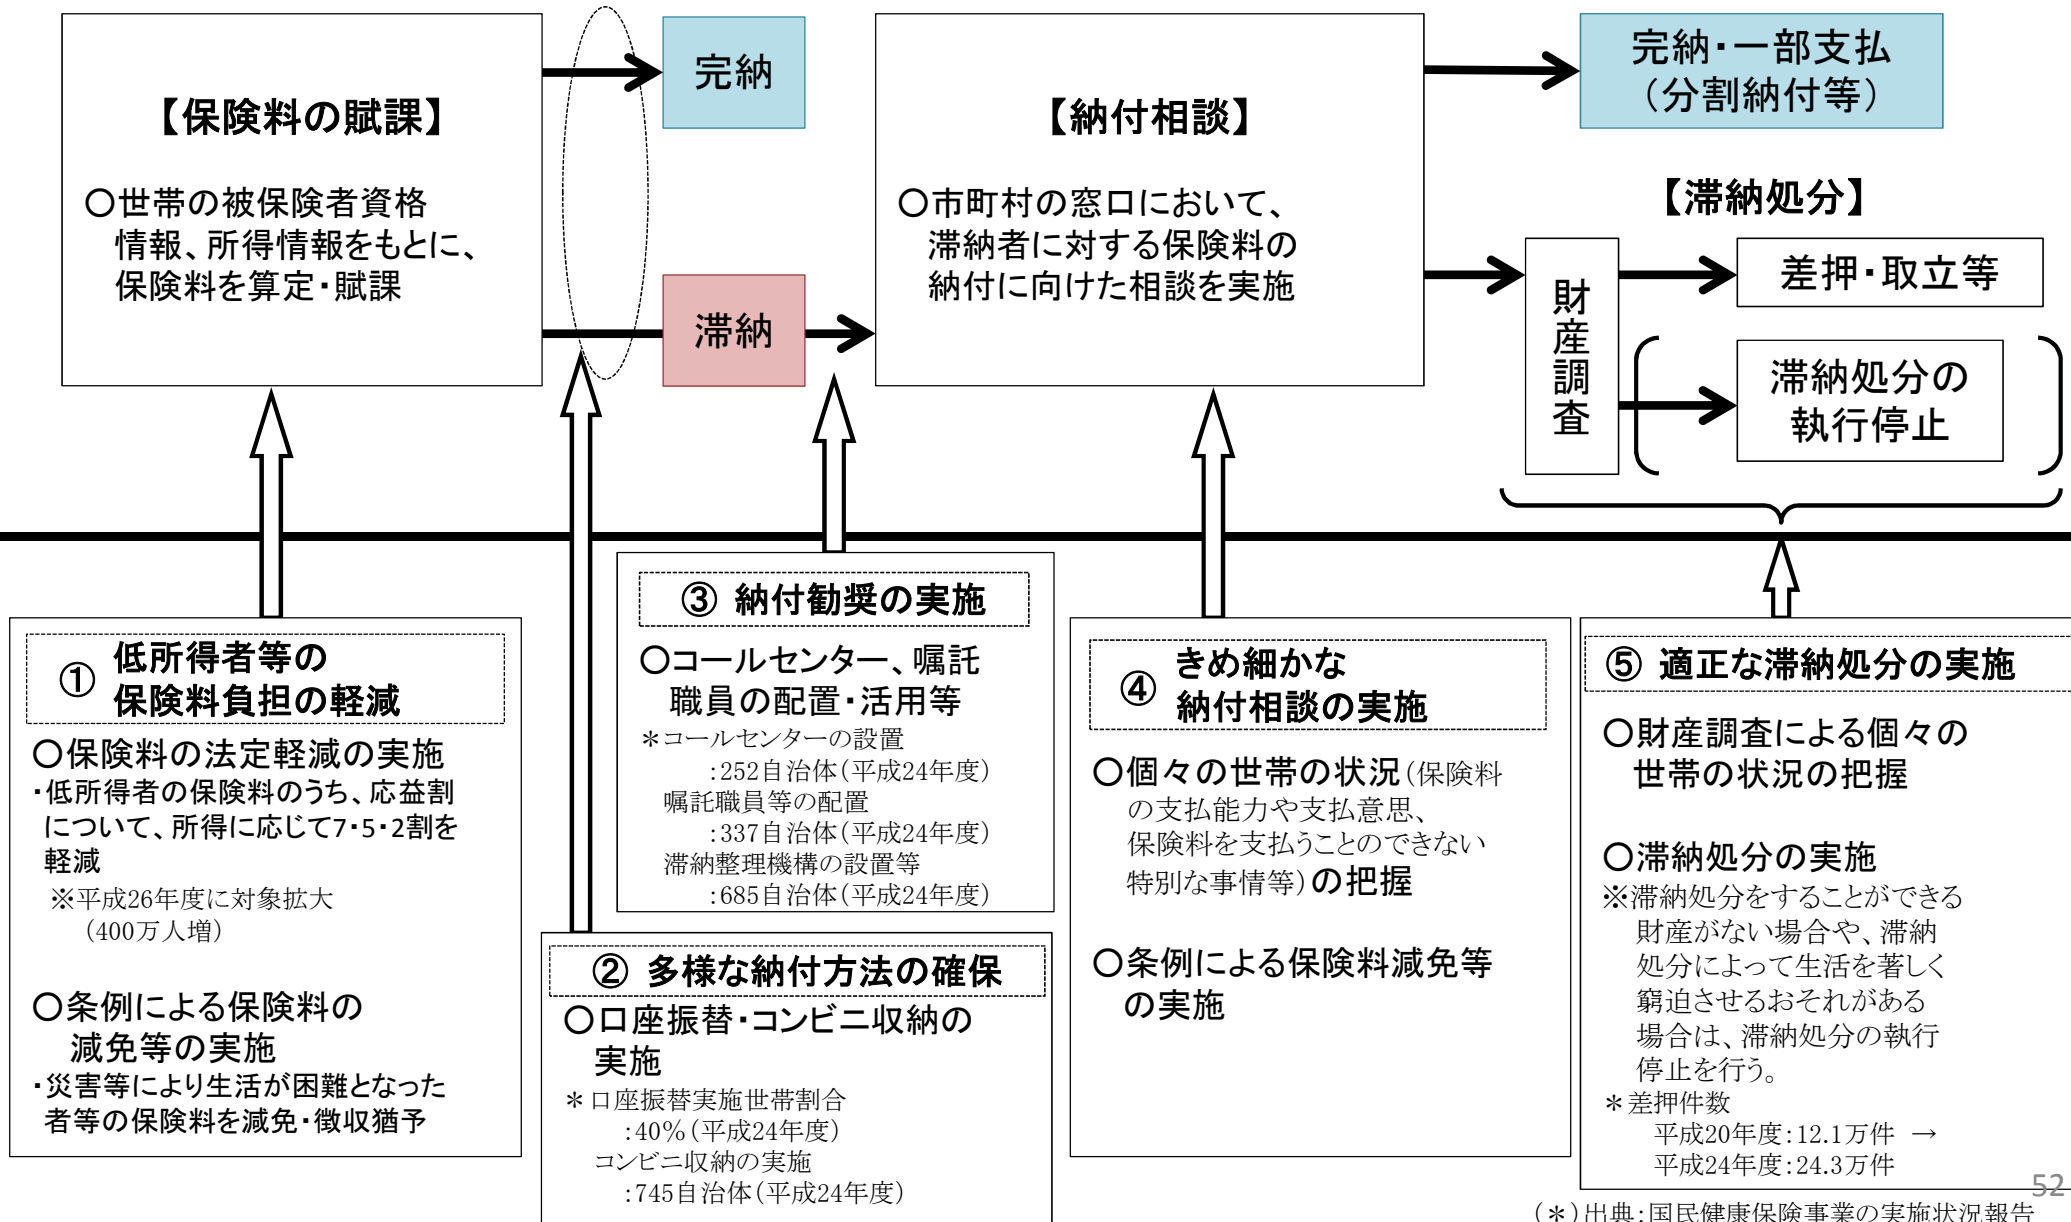 【保険料の賦課】
〇世帯の被保険者資格
情報、所得情報をもとに、
保険料を算定・賦課
完納
滞納
【納付相談】
〇市町村の窓口において、
滞納者に対する保険料の
納付に向けた相談を実施
完納・一部支払
（分割納付等）
【滞納処分】
財産調査
差押・取立等
滞納処分の
執行停止
① 低所得者等の
保険料負担の軽減
〇保険料の法定軽減の実施
・低所得者の保険料のうち、応益割
について、所得に応じて7・5・2割を
軽減
※平成26年度に対象拡大
（400万人増）
〇条例による保険料の
減免等の実施
・災害等により生活が困難となった
者等の保険料を減免・徴収猶予
② 多様な納付方法の確保
〇口座振替・コンビニ収納の
実施
＊口座振替実施世帯割合
：40％（平成24年度）
コンビニ収納の実施
：745自治体（平成24年度）
③ 納付勧奨の実施
〇コールセンター、嘱託
職員の配置・活用等
＊コールセンターの設置
：252自治体（平成24年度）
嘱託職員等の配置
：337自治体（平成24年度）
滞納整理機構の設置等
：685自治体（平成24年度）
④ きめ細かな
納付相談の実施
〇個々の世帯の状況（保険料
の支払能力や支払意思、
保険料を支払うことのできない
特別な事情等）の把握
〇条例による保険料減免等
の実施
⑤ 適正な滞納処分の実施
〇財産調査による個々の
世帯の状況の把握
〇滞納処分の実施
※滞納処分をすることができる
財産がない場合や、滞納
処分によって生活を著しく
窮迫させるおそれがある
場合は、滞納処分の執行
停止を行う。
＊差押件数
平成20年度：12.1万件 →
平成24年度：24.3万件
52
（＊）出典：国民健康保険事業の実施状況報告